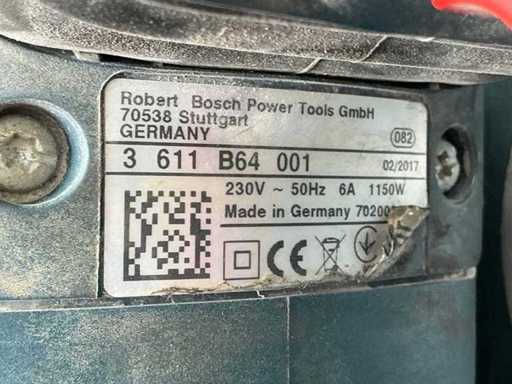 Robert Bosch Power Tools GmbH
70538 Stuttgart
GERMANY
082
3 611 B64 001
02/2017
230V ~ 50Hz 6A 1150W
Made in Germany
CE